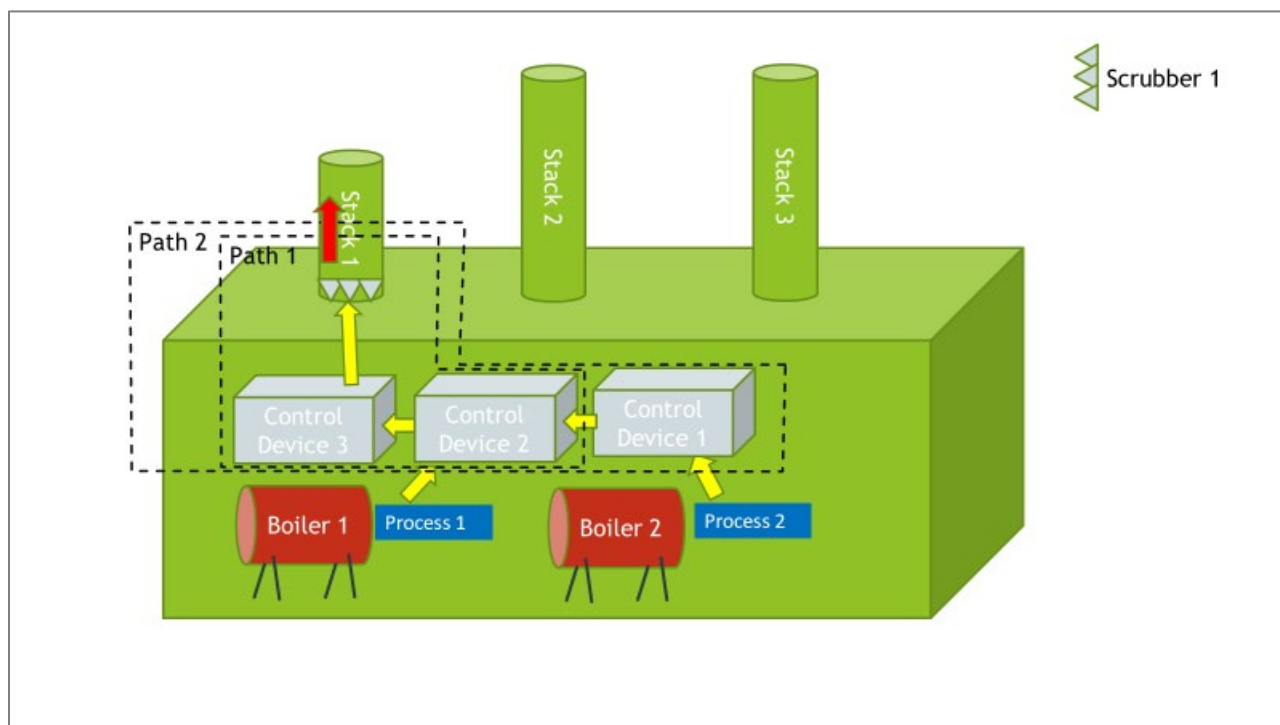 Scrubber 1
Stack 1
Stack 2
Stack 3
Path 2
Path 1
Control
Device 3
Control
Device 2
Control
Device 1
Boiler 1
Process 1
Boiler 2
Process 2